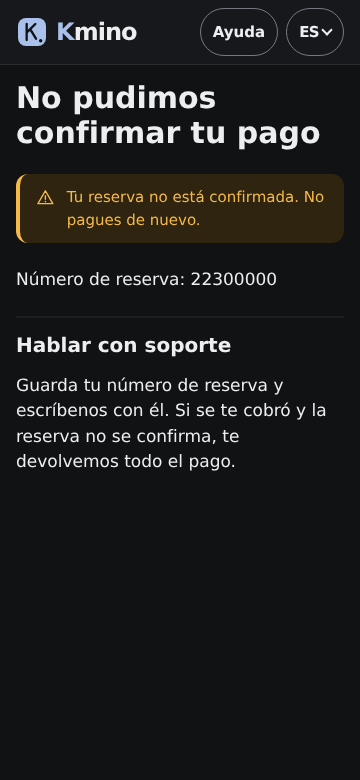 K. Kmino
Ayuda
ES
No pudimos
confirmar tu pago
Tu reserva no está confirmada. No
pagues de nuevo.
Número de reserva: 22300000
Hablar con soporte
Guarda tu número de reserva y
escríbenos con él. Si se te cobró y la
reserva no se confirma, te
devolvemos todo el pago.